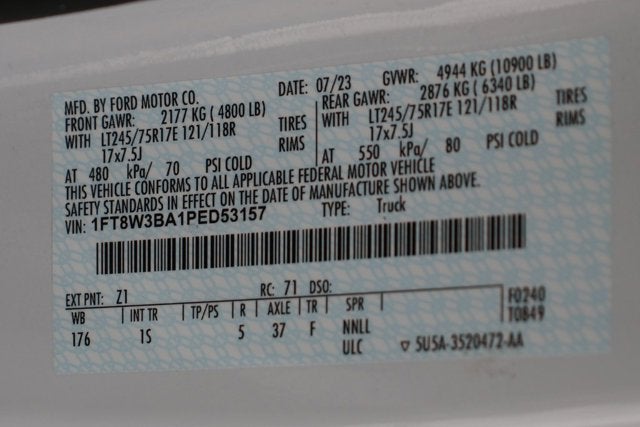 MFD. BY FORD MOTOR CO. DATE: 07/23 GVWR: 4944 KG (10900 LB)
FRONT GAWR: 2177 KG ( 4800 LB) REAR GAWR: 2876 KG ( 6340 LB)
WITH LT245/75R17E 121/118R TIRES WITH LT245/75R17E 121/118R TIRES
17x7.5J RIMS 17x7.5J RIMS
AT 480 kPa/ 70 PSI COLD AT 550 kPa/ 80 PSI COLD
THIS VEHICLE CONFORMS TO ALL APPLICABLE FEDERAL MOTOR VEHICLE
SAFETY STANDARDS IN EFFECT ON THE DATE OF MANUFACTURE SHOWN ABOVE.
VIN: 1FT8W3BA1PED53157 TYPE: Truck
EXT PNT: Z1 RC: 71 DSO: F0240
WB INT TR TP/PS R AXLE TR SPR T0849
176 1S 5 37 F NNLL
ULC ▽ 5U5A-3520472-AA